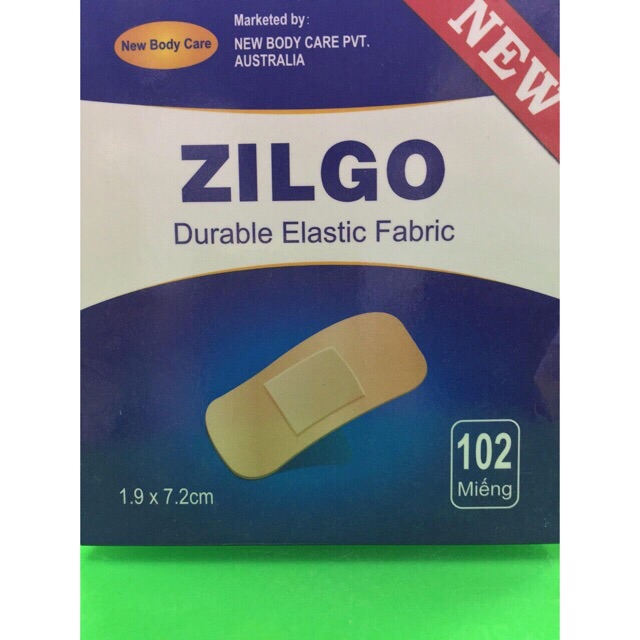 New Body Care
Marketed by:
NEW BODY CARE PVT.
AUSTRALIA
NEW
ZILGO
Durable Elastic Fabric
1.9 x 7.2cm
102
Miếng